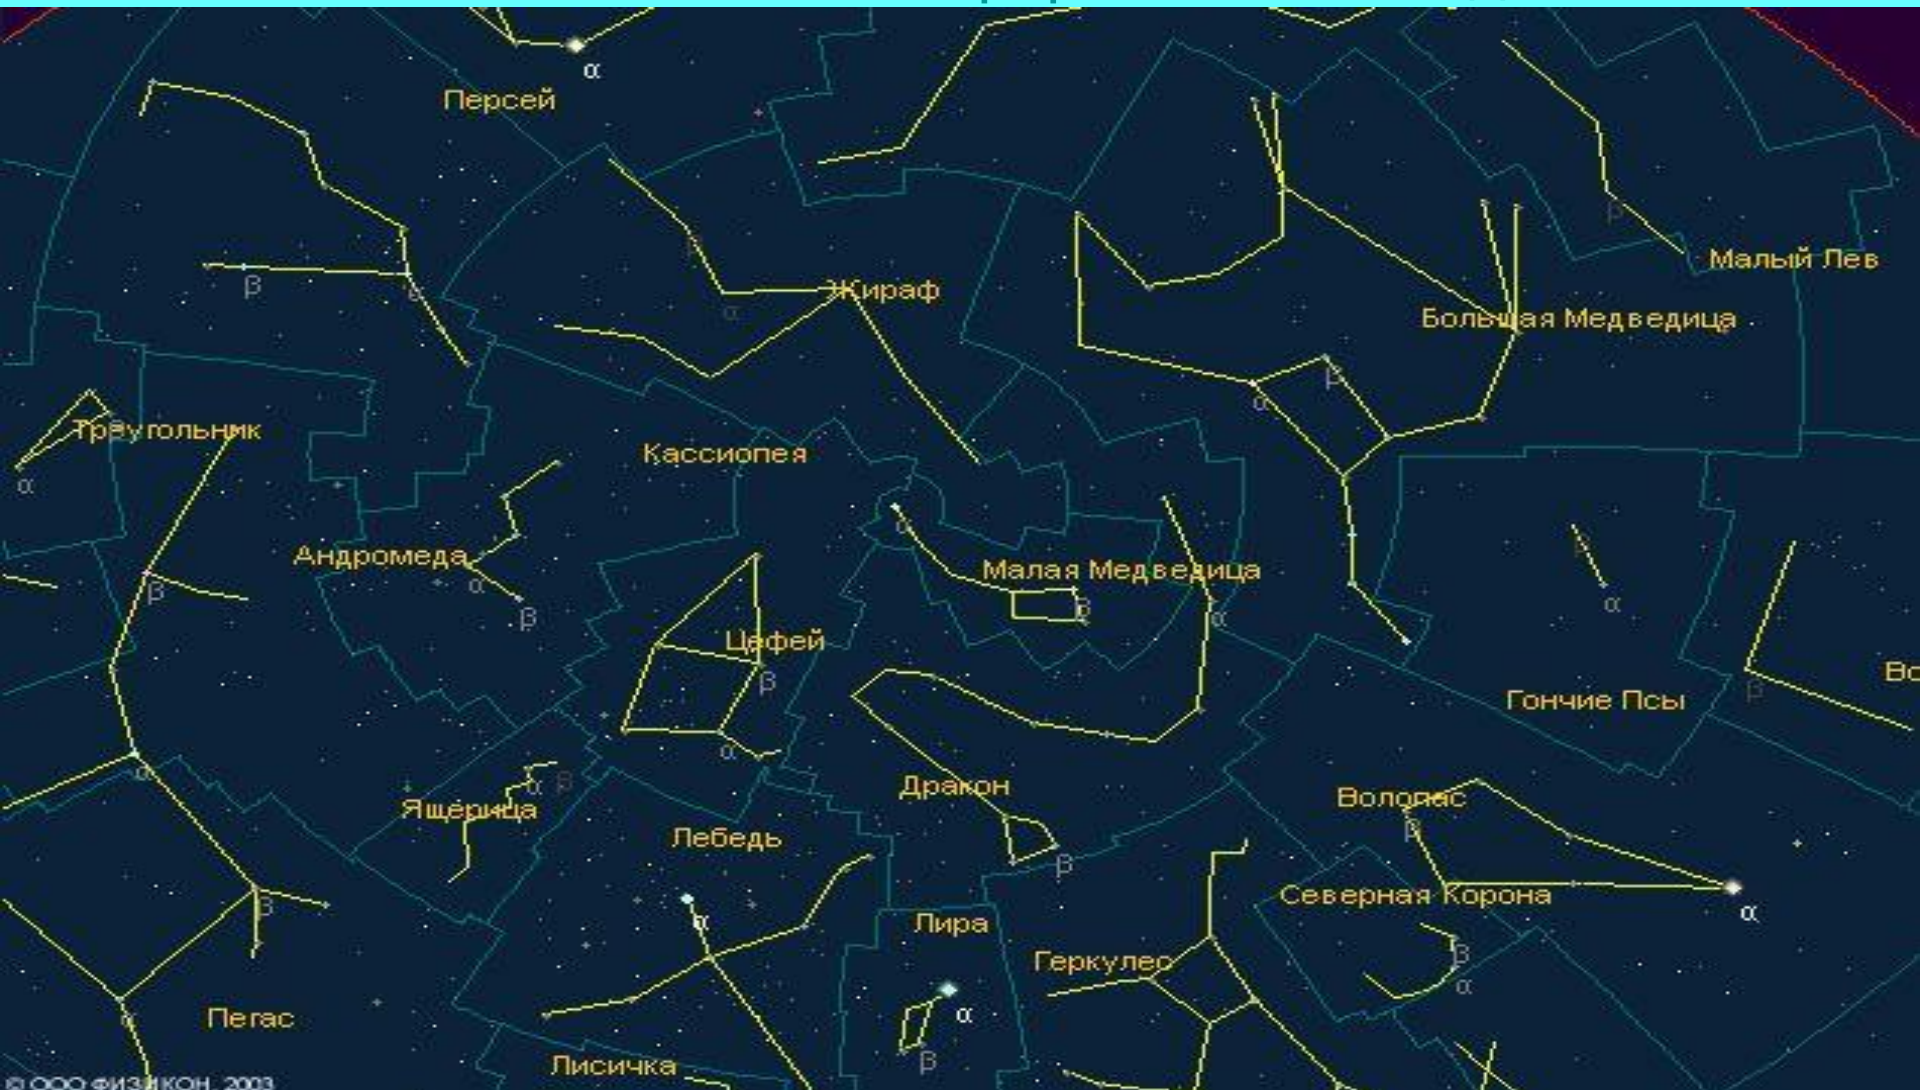 α
Персей
β
Малый Лев
β
ε
Жираф
α
Большая Медведица
β
α
Треугольник
α
Кассиопея
α
Андромеда
α
β
β
Малая Медведица
β
α
β
α
Цефей
β
α
Гончие Псы
β
Во
α
Ящерица
α
β
Дракон
β
Волопас
β
α
Лебедь
α
Северная Корона
β
α
Лира
α
β
Геркулес
β
α
Пегас
Лисичка
© ООО ФИЗИКОН, 2003